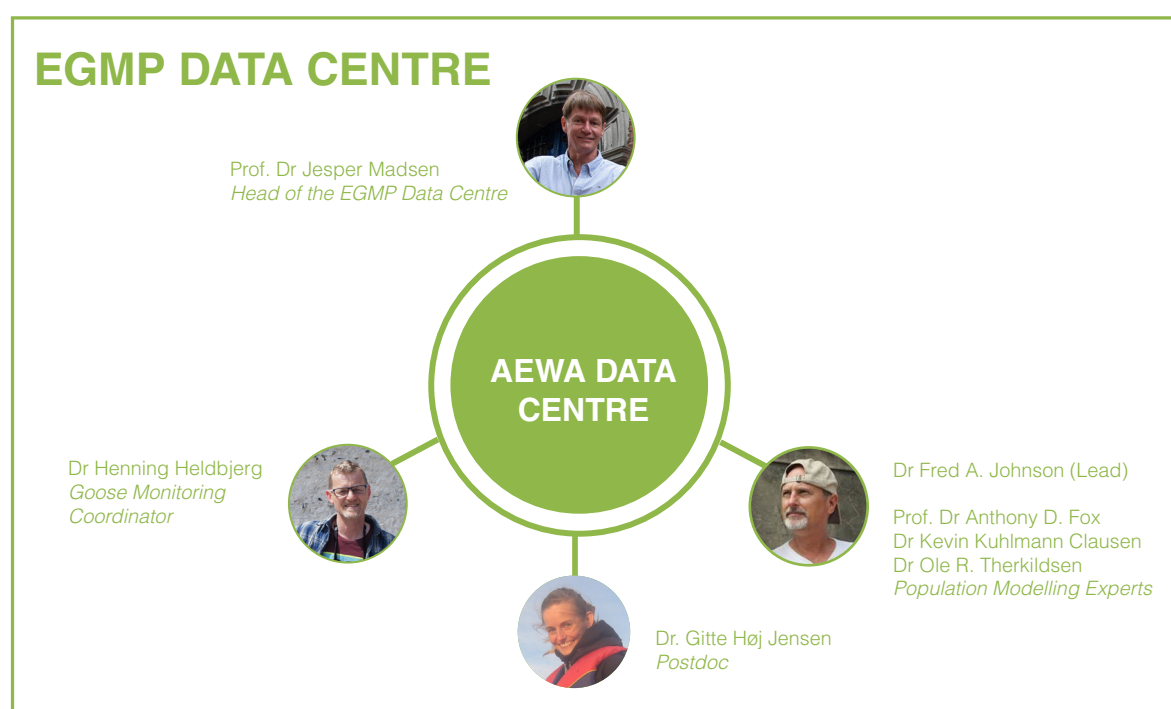 EGMP DATA CENTRE
Prof. Dr Jesper Madsen
Head of the EGMP Data Centre
AEWA DATA
CENTRE
Dr Henning Heldbjerg
Goose Monitoring
Coordinator
Dr Fred A. Johnson (Lead)
Prof. Dr Anthony D. Fox
Dr Kevin Kuhlmann Clausen
Dr Ole R. Therkildsen
Population Modelling Experts
Dr. Gitte Høj Jensen
Postdoc